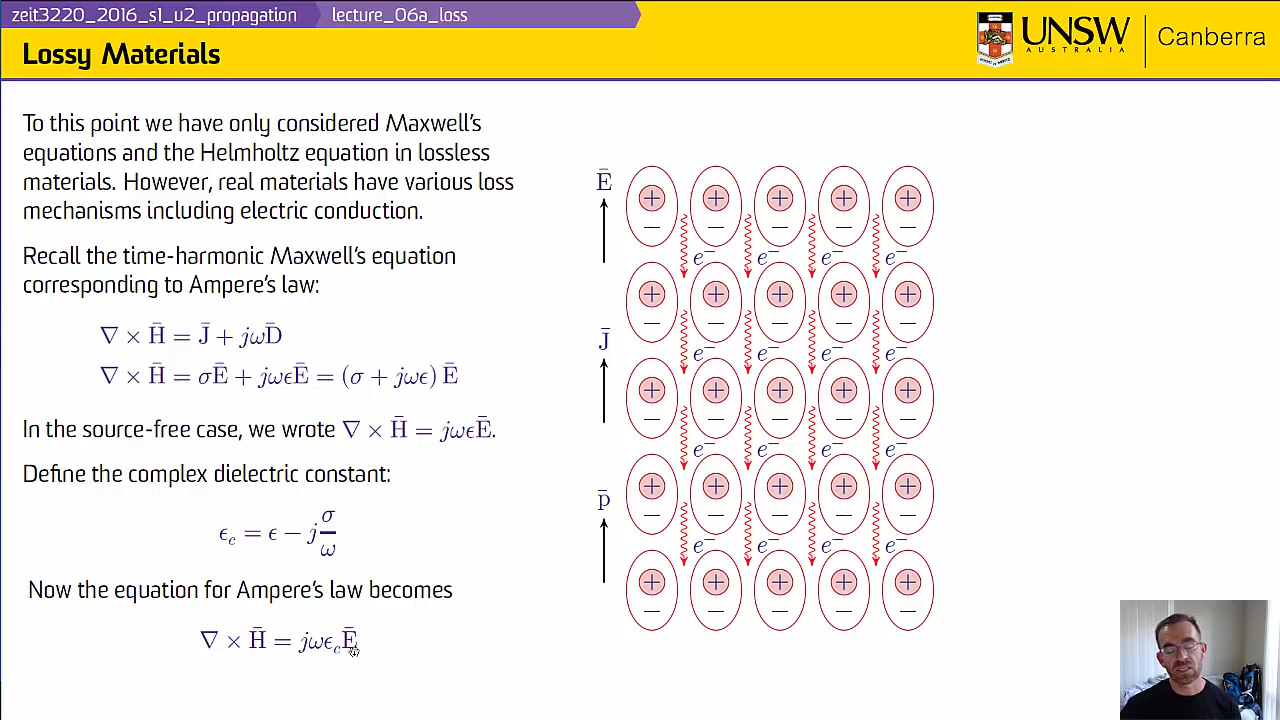 zeit3220_2016_s1_u2_propagation lecture_06a_loss
Lossy Materials
UNSW
AUSTRALIA
Canberra
To this point we have only considered Maxwell's
equations and the Helmholtz equation in lossless
materials. However, real materials have various loss
mechanisms including electric conduction.
Recall the time-harmonic Maxwell's equation
corresponding to Ampere's law:
∇ × H̄ = J̄ + jωD̄
∇ × H̄ = σĒ + jωϵĒ = (σ + jωϵ) Ē
In the source-free case, we wrote ∇ × H̄ = jωϵĒ.
Define the complex dielectric constant:
ϵ_c = ϵ − j σ/ω
Now the equation for Ampere's law becomes
∇ × H̄ = jωϵ_cĒ
Ē + + + + +
− − − − −
e⁻ e⁻ e⁻ e⁻
+ + + + +
− − − − −
J̄ e⁻ e⁻ e⁻ e⁻
+ + + + +
− − − − −
e⁻ e⁻ e⁻ e⁻
p̄ + + + + +
− − − − −
e⁻ e⁻ e⁻ e⁻
+ + + + +
− − − − −